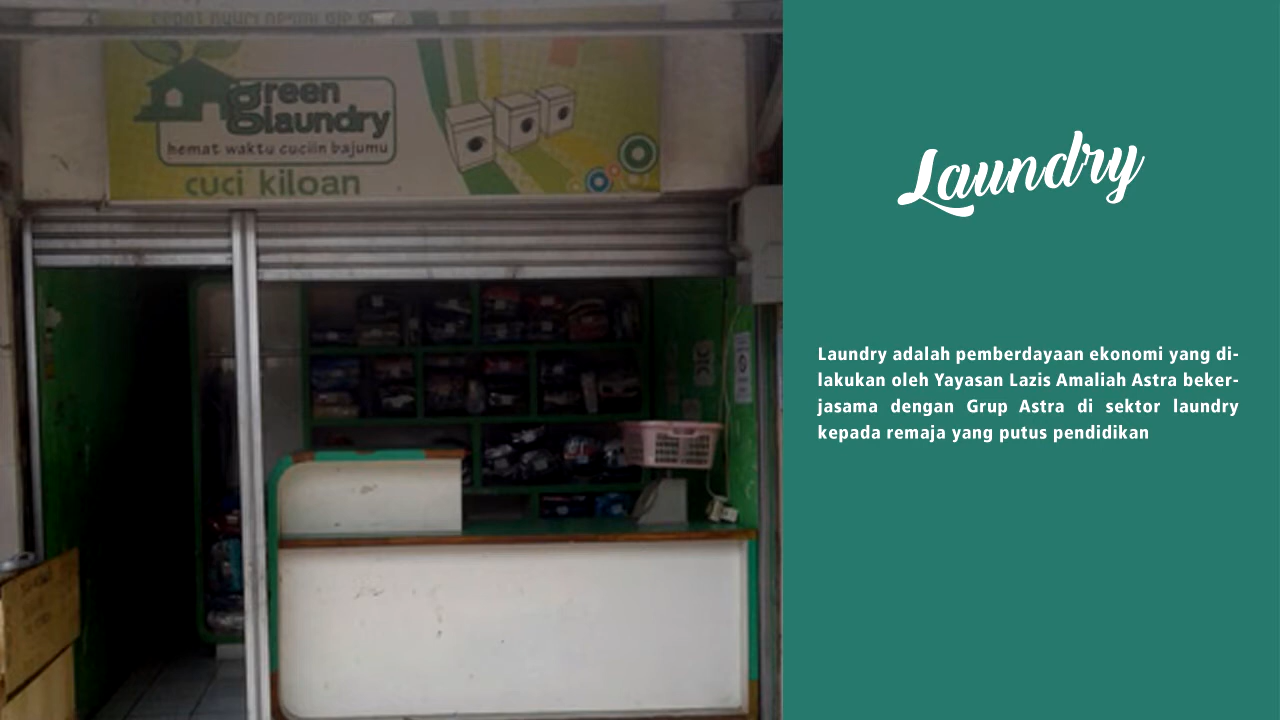 green
laundry
hemat waktu cuciin bajumu
cuci kiloan
Laundry
Laundry adalah pemberdayaan ekonomi yang di-
lakukan oleh Yayasan Lazis Amaliah Astra beker-
jasama dengan Grup Astra di sektor laundry
kepada remaja yang putus pendidikan